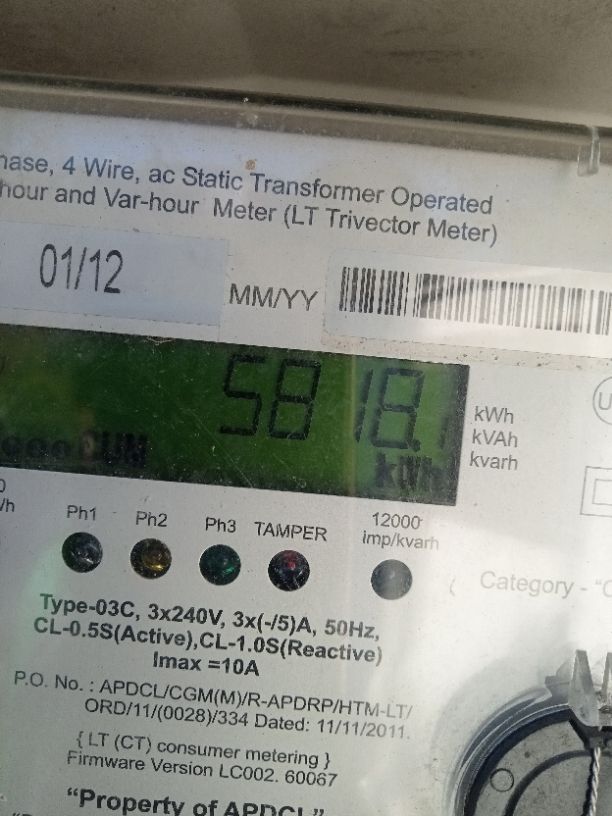 hase, 4 Wire, ac Static Transformer Operated
hour and Var-hour Meter (LT Trivector Meter)
01/12
MM/YY
5818.1
kWh
kWh
kVAh
kvarh
Ph1 Ph2 Ph3 TAMPER 12000
imp/kvarh
Category - "C
Type-03C, 3x240V, 3x(-/5)A, 50Hz,
CL-0.5S(Active),CL-1.0S(Reactive)
Imax =10A
P.O. No. : APDCL/CGM(M)/R-APDRP/HTM-LT/
ORD/11/(0028)/334 Dated: 11/11/2011.
{ LT (CT) consumer metering }
Firmware Version LC002. 60067
"Property of APDCL"